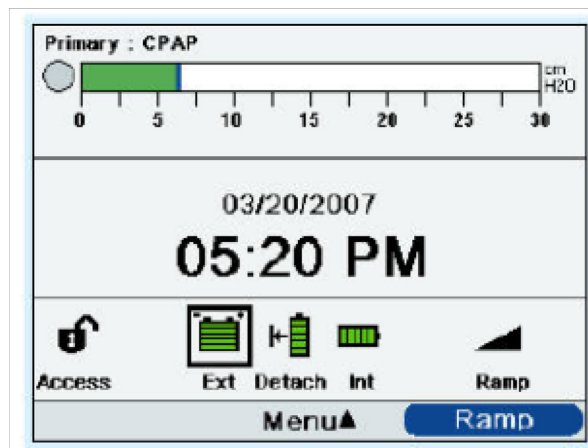 Primary : CPAP
cm
H2O
0 5 10 15 20 25 30
03/20/2007
05:20 PM
Access Ext Detach Int Ramp
Menu▲ Ramp